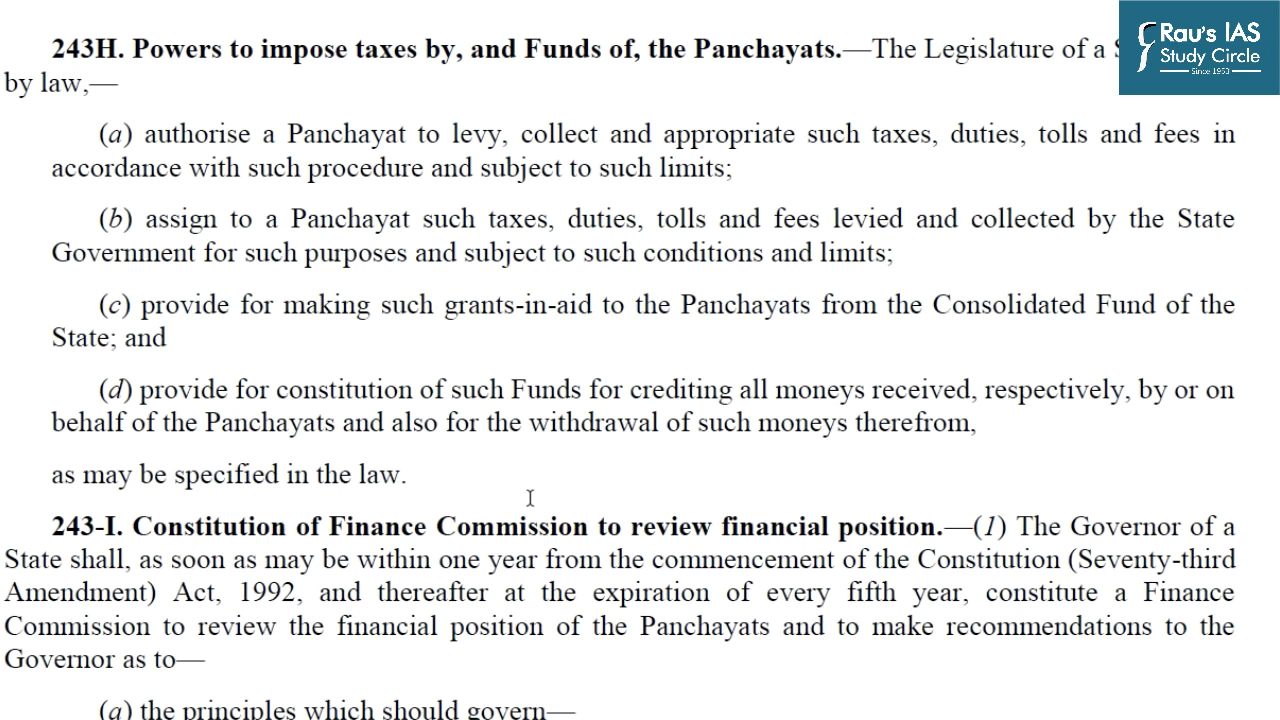 243H. Powers to impose taxes by, and Funds of, the Panchayats.—The Legislature of a
by law,—
(a) authorise a Panchayat to levy, collect and appropriate such taxes, duties, tolls and fees in
accordance with such procedure and subject to such limits;
(b) assign to a Panchayat such taxes, duties, tolls and fees levied and collected by the State
Government for such purposes and subject to such conditions and limits;
(c) provide for making such grants-in-aid to the Panchayats from the Consolidated Fund of the
State; and
(d) provide for constitution of such Funds for crediting all moneys received, respectively, by or on
behalf of the Panchayats and also for the withdrawal of such moneys therefrom,
as may be specified in the law.
243-I. Constitution of Finance Commission to review financial position.—(1) The Governor of a
State shall, as soon as may be within one year from the commencement of the Constitution (Seventy-third
Amendment) Act, 1992, and thereafter at the expiration of every fifth year, constitute a Finance
Commission to review the financial position of the Panchayats and to make recommendations to the
Governor as to—
(a) the principles which should govern—
Rau's IAS
Study Circle
Since 1953